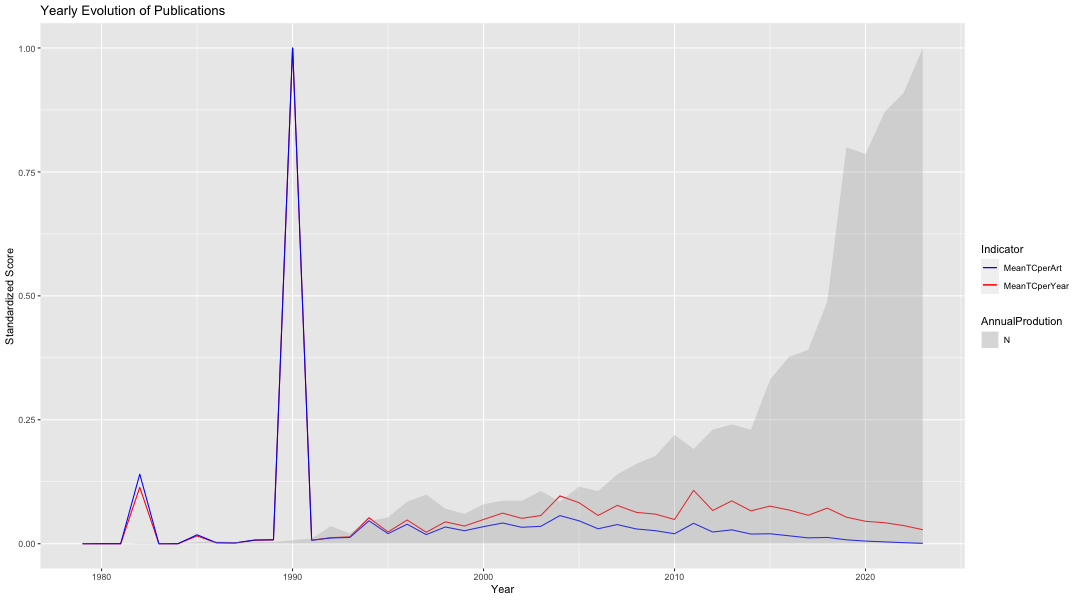 Yearly Evolution of Publications
1.00
0.75
0.50
0.25
0.00
Standardized Score
1980
1990
2000
2010
2020
Year
Indicator
MeanTCperArt
MeanTCperYear
AnnualProdution
N